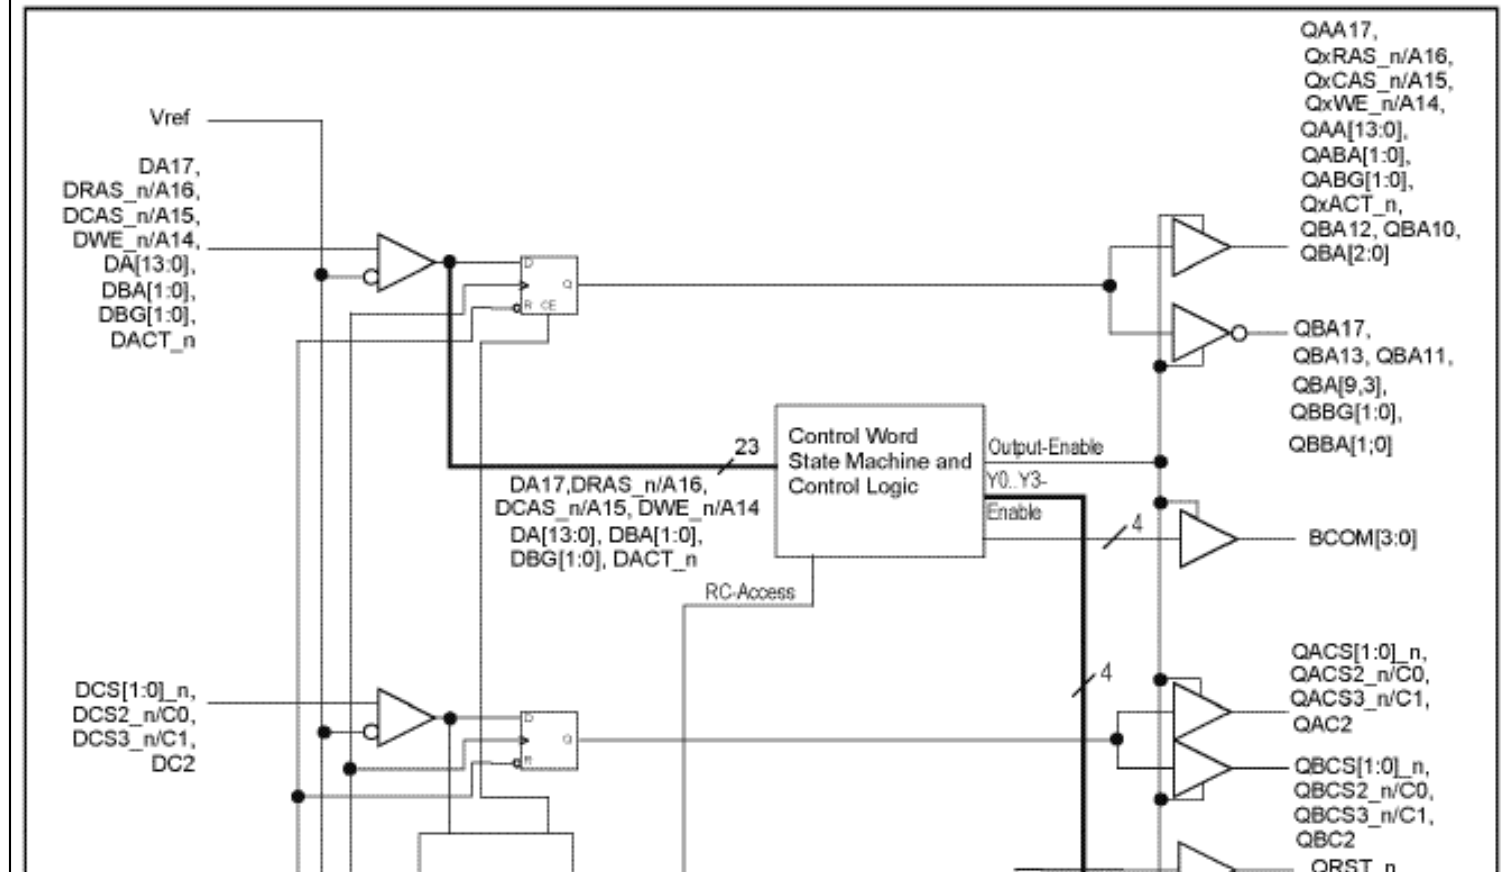 Vref
DA17,
DRAS_n/A16,
DCAS_n/A15,
DWE_n/A14,
DA[13:0],
DBA[1:0],
DBG[1:0],
DACT_n
D
Q
R CE
QAA17,
QxRAS_n/A16,
QxCAS_n/A15,
QxWE_n/A14,
QAA[13:0],
QABA[1:0],
QABG[1:0],
QxACT_n,
QBA12, QBA10,
QBA[2:0]
QBA17,
QBA13, QBA11,
QBA[9,3],
QBBG[1:0],
QBBA[1;0]
23
DA17,DRAS_n/A16,
DCAS_n/A15, DWE_n/A14
DA[13:0], DBA[1:0],
DBG[1:0], DACT_n
Control Word
State Machine and
Control Logic
Output-Enable
Y0..Y3-
Enable
4
BCOM[3:0]
RC-Access
4
DCS[1:0]_n,
DCS2_n/C0,
DCS3_n/C1,
DC2
D
Q
R
QACS[1:0]_n,
QACS2_n/C0,
QACS3_n/C1,
QAC2
QBCS[1:0]_n,
QBCS2_n/C0,
QBCS3_n/C1,
QBC2
QRST_n